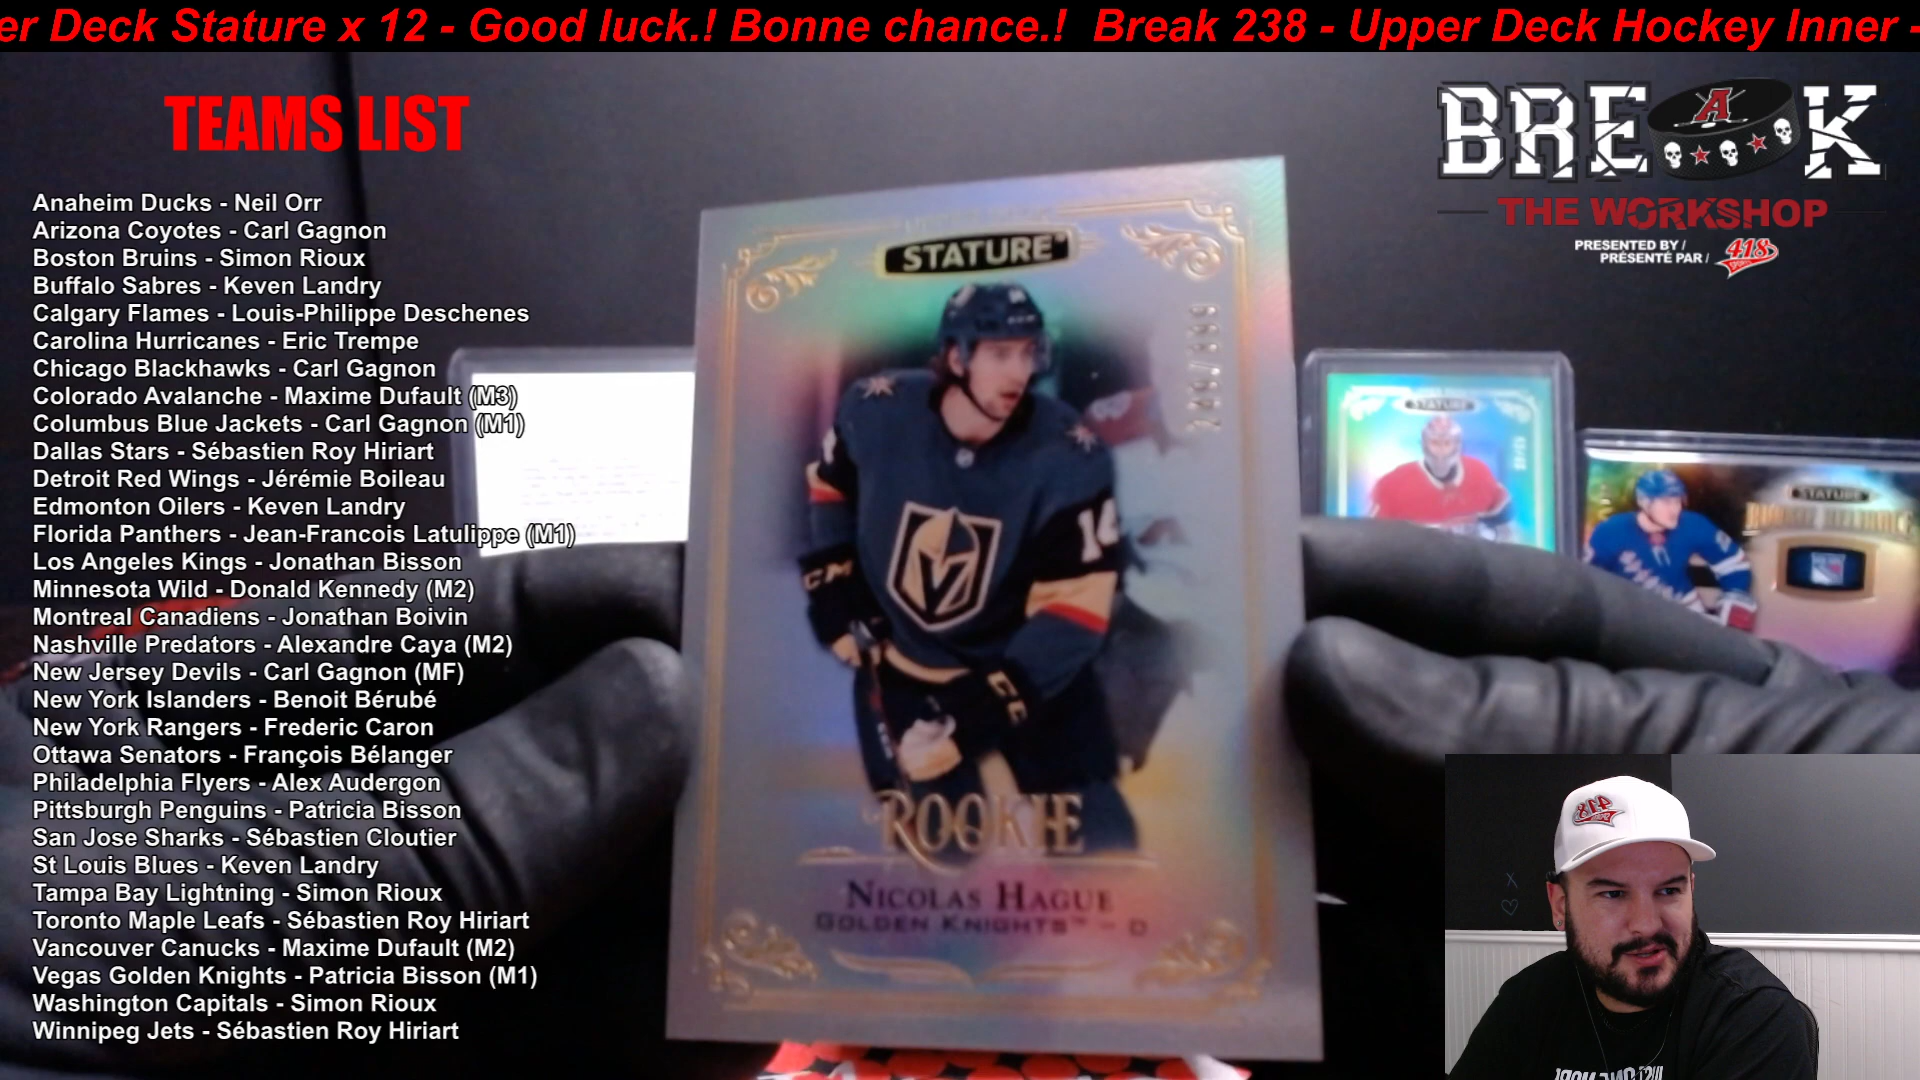 er Deck Stature x 12 - Good luck.! Bonne chance.! Break 238 - Upper Deck Hockey Inner -
TEAMS LIST
Anaheim Ducks - Neil Orr
Arizona Coyotes - Carl Gagnon
Boston Bruins - Simon Rioux
Buffalo Sabres - Keven Landry
Calgary Flames - Louis-Philippe Deschenes
Carolina Hurricanes - Eric Trempe
Chicago Blackhawks - Carl Gagnon
Colorado Avalanche - Maxime Dufault (M3)
Columbus Blue Jackets - Carl Gagnon (M1)
Dallas Stars - Sébastien Roy Hiriart
Detroit Red Wings - Jérémie Boileau
Edmonton Oilers - Keven Landry
Florida Panthers - Jean-Francois Latulippe (M1)
Los Angeles Kings - Jonathan Bisson
Minnesota Wild - Donald Kennedy (M2)
Montreal Canadiens - Jonathan Boivin
Nashville Predators - Alexandre Caya (M2)
New Jersey Devils - Carl Gagnon (MF)
New York Islanders - Benoit Bérubé
New York Rangers - Frederic Caron
Ottawa Senators - François Bélanger
Philadelphia Flyers - Alex Audergon
Pittsburgh Penguins - Patricia Bisson
San Jose Sharks - Sébastien Cloutier
St Louis Blues - Keven Landry
Tampa Bay Lightning - Simon Rioux
Toronto Maple Leafs - Sébastien Roy Hiriart
Vancouver Canucks - Maxime Dufault (M2)
Vegas Golden Knights - Patricia Bisson (M1)
Washington Capitals - Simon Rioux
Winnipeg Jets - Sébastien Roy Hiriart
STATURE
14
CCM
ROOKIE
NICOLAS HAGUE
GOLDEN KNIGHTS™ - D
BREAK
A
THE WORKSHOP
PRESENTED BY /
PRÉSENTÉ PAR /
418
STATURE
STATURE
418